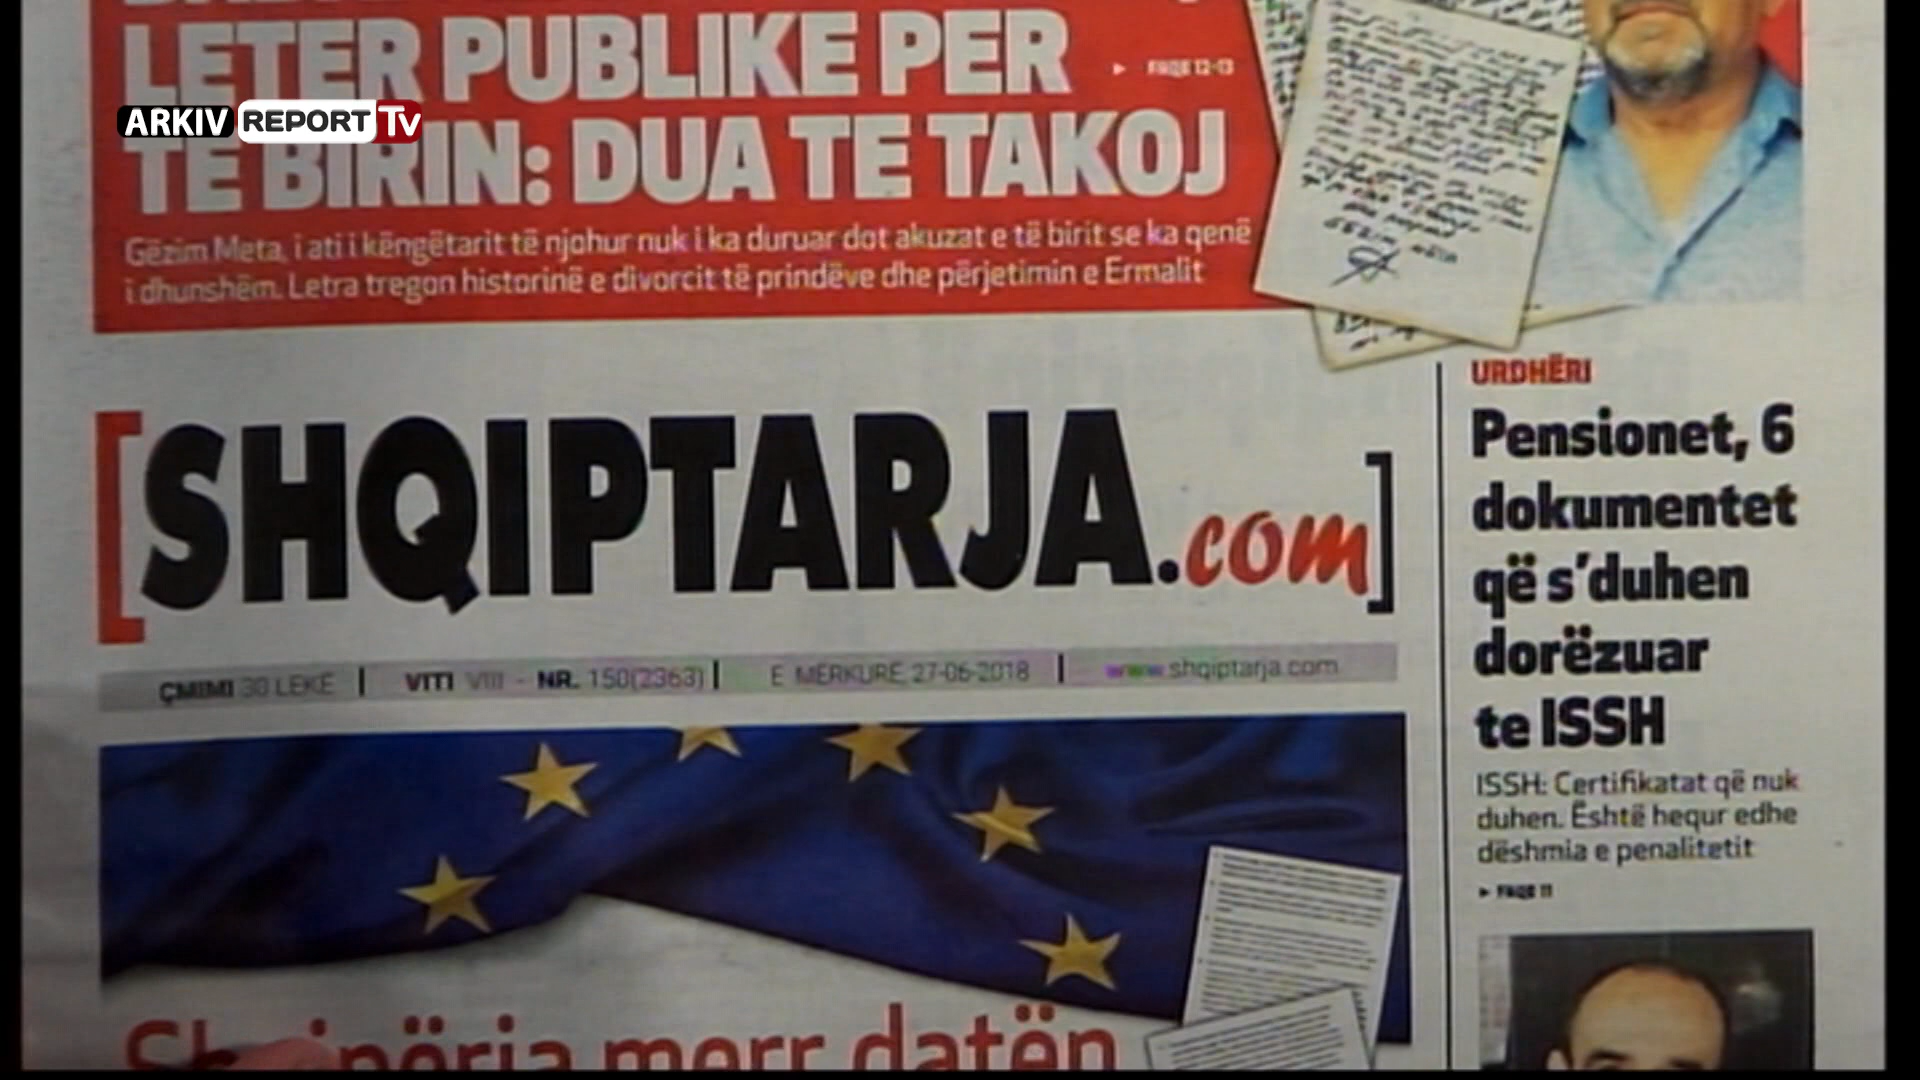 LETER PUBLIKE PER
FAQE 12-13
ARKIV REPORT Tv
TE BIRIN: DUA TE TAKOJ
Gëzim Meta, i ati i këngëtarit të njohur nuk i ka duruar dot akuzat e të birit se ka qenë
i dhunshëm. Letra tregon historinë e divorcit të prindëve dhe përjetimin e Ermalit
[SHQIPTARJA.com]
ÇMIMI 30 LEKË | VITI VIII - NR. 150(2363) | E MËRKURË, 27-06-2018 | www.shqiptarja.com
Shqipëria merr datën
URDHËRI
Pensionet, 6
dokumentet
që s'duhen
dorëzuar
te ISSH
ISSH: Certifikatat që nuk
duhen. Është hequr edhe
dëshmia e penalitetit
FAQE 11